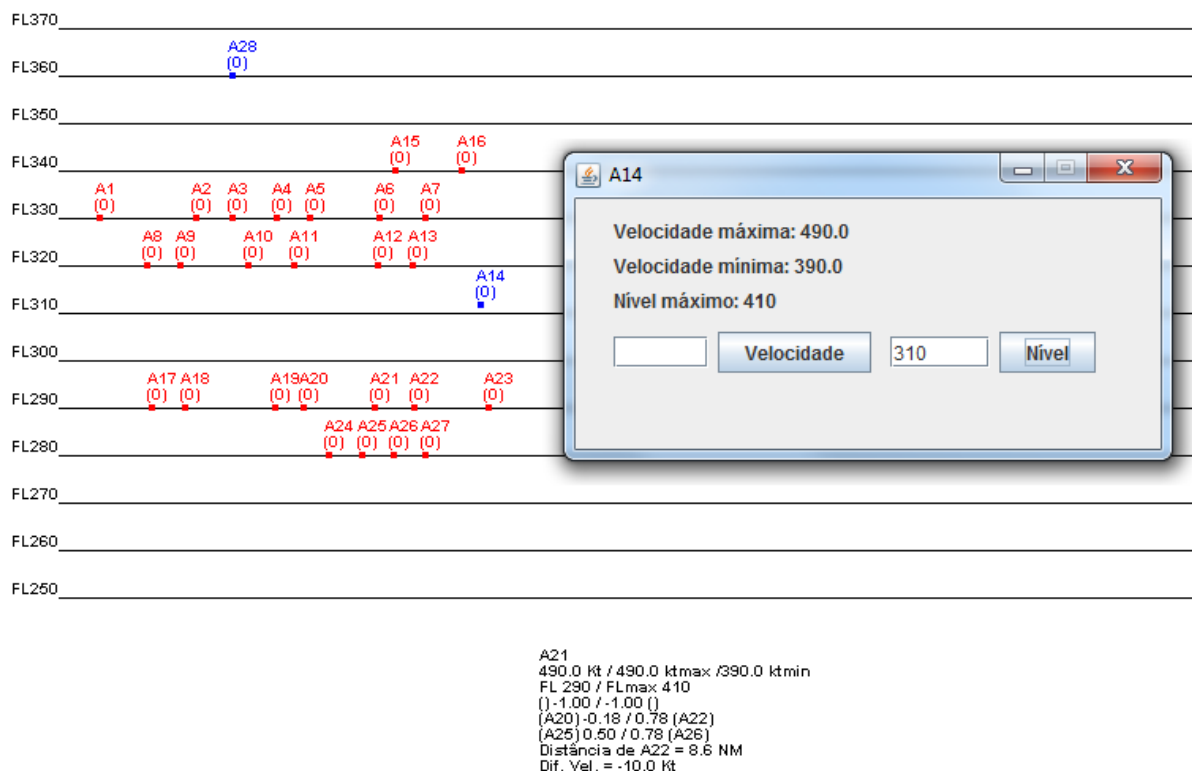 FL370
A28
(0)
FL360
FL350
A15 A16
(0) (0)
FL340
A1 A2 A3 A4 A5 A6 A7
(0) (0) (0) (0) (0) (0) (0)
FL330
A8 A9 A10 A11 A12 A13
(0) (0) (0) (0) (0) (0)
FL320
A14
(0)
FL310
FL300
A17 A18 A19 A20 A21 A22 A23
(0) (0) (0) (0) (0) (0) (0)
FL290
A24 A25 A26 A27
(0) (0) (0) (0)
FL280
FL270
FL260
FL250
A14
Velocidade máxima: 490.0
Velocidade mínima: 390.0
Nível máximo: 410
Velocidade 310 Nível
A21
490.0 Kt / 490.0 ktmax /390.0 ktmin
FL 290 / FLmax 410
() -1.00 / -1.00 ()
(A20) -0.18 / 0.78 (A22)
(A25) 0.50 / 0.78 (A26)
Distância de A22 = 8.6 NM
Dif. Vel. = -10.0 Kt